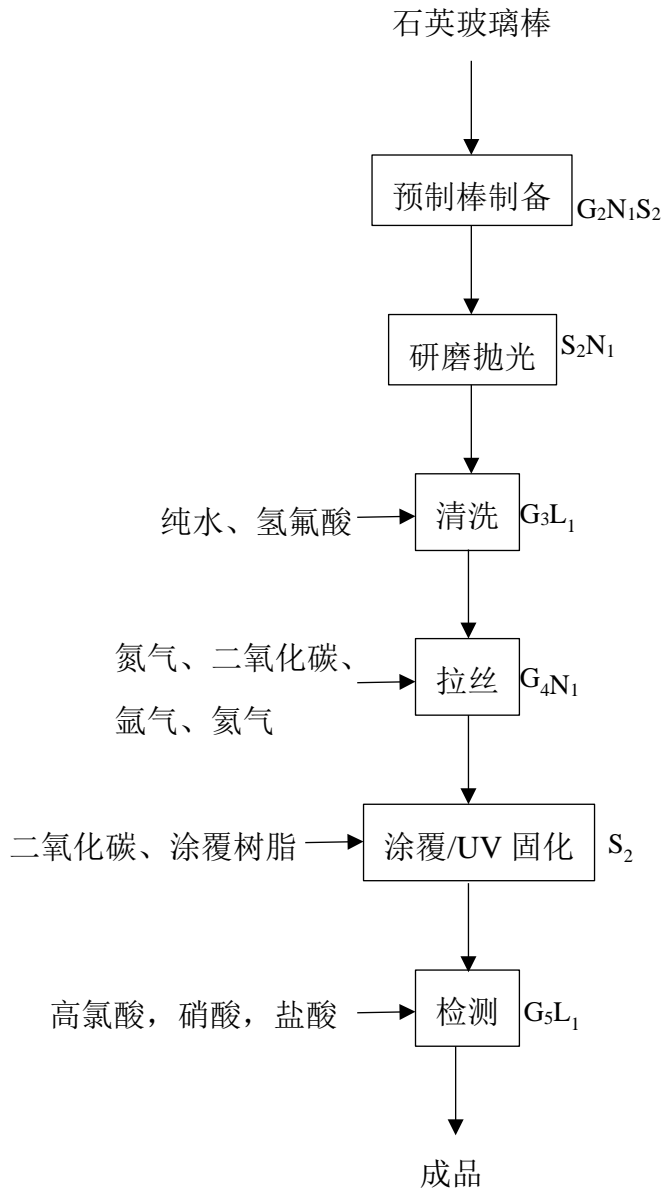 石英玻璃棒
预制棒制备
G₂N₁S₂
研磨抛光
S₂N₁
纯水、氢氟酸
清洗
G₃L₁
氮气、二氧化碳、
氩气、氦气
拉丝
G₄N₁
二氧化碳、涂覆树脂
涂覆/UV 固化
S₂
高氯酸，硝酸，盐酸
检测
G₅L₁
成品